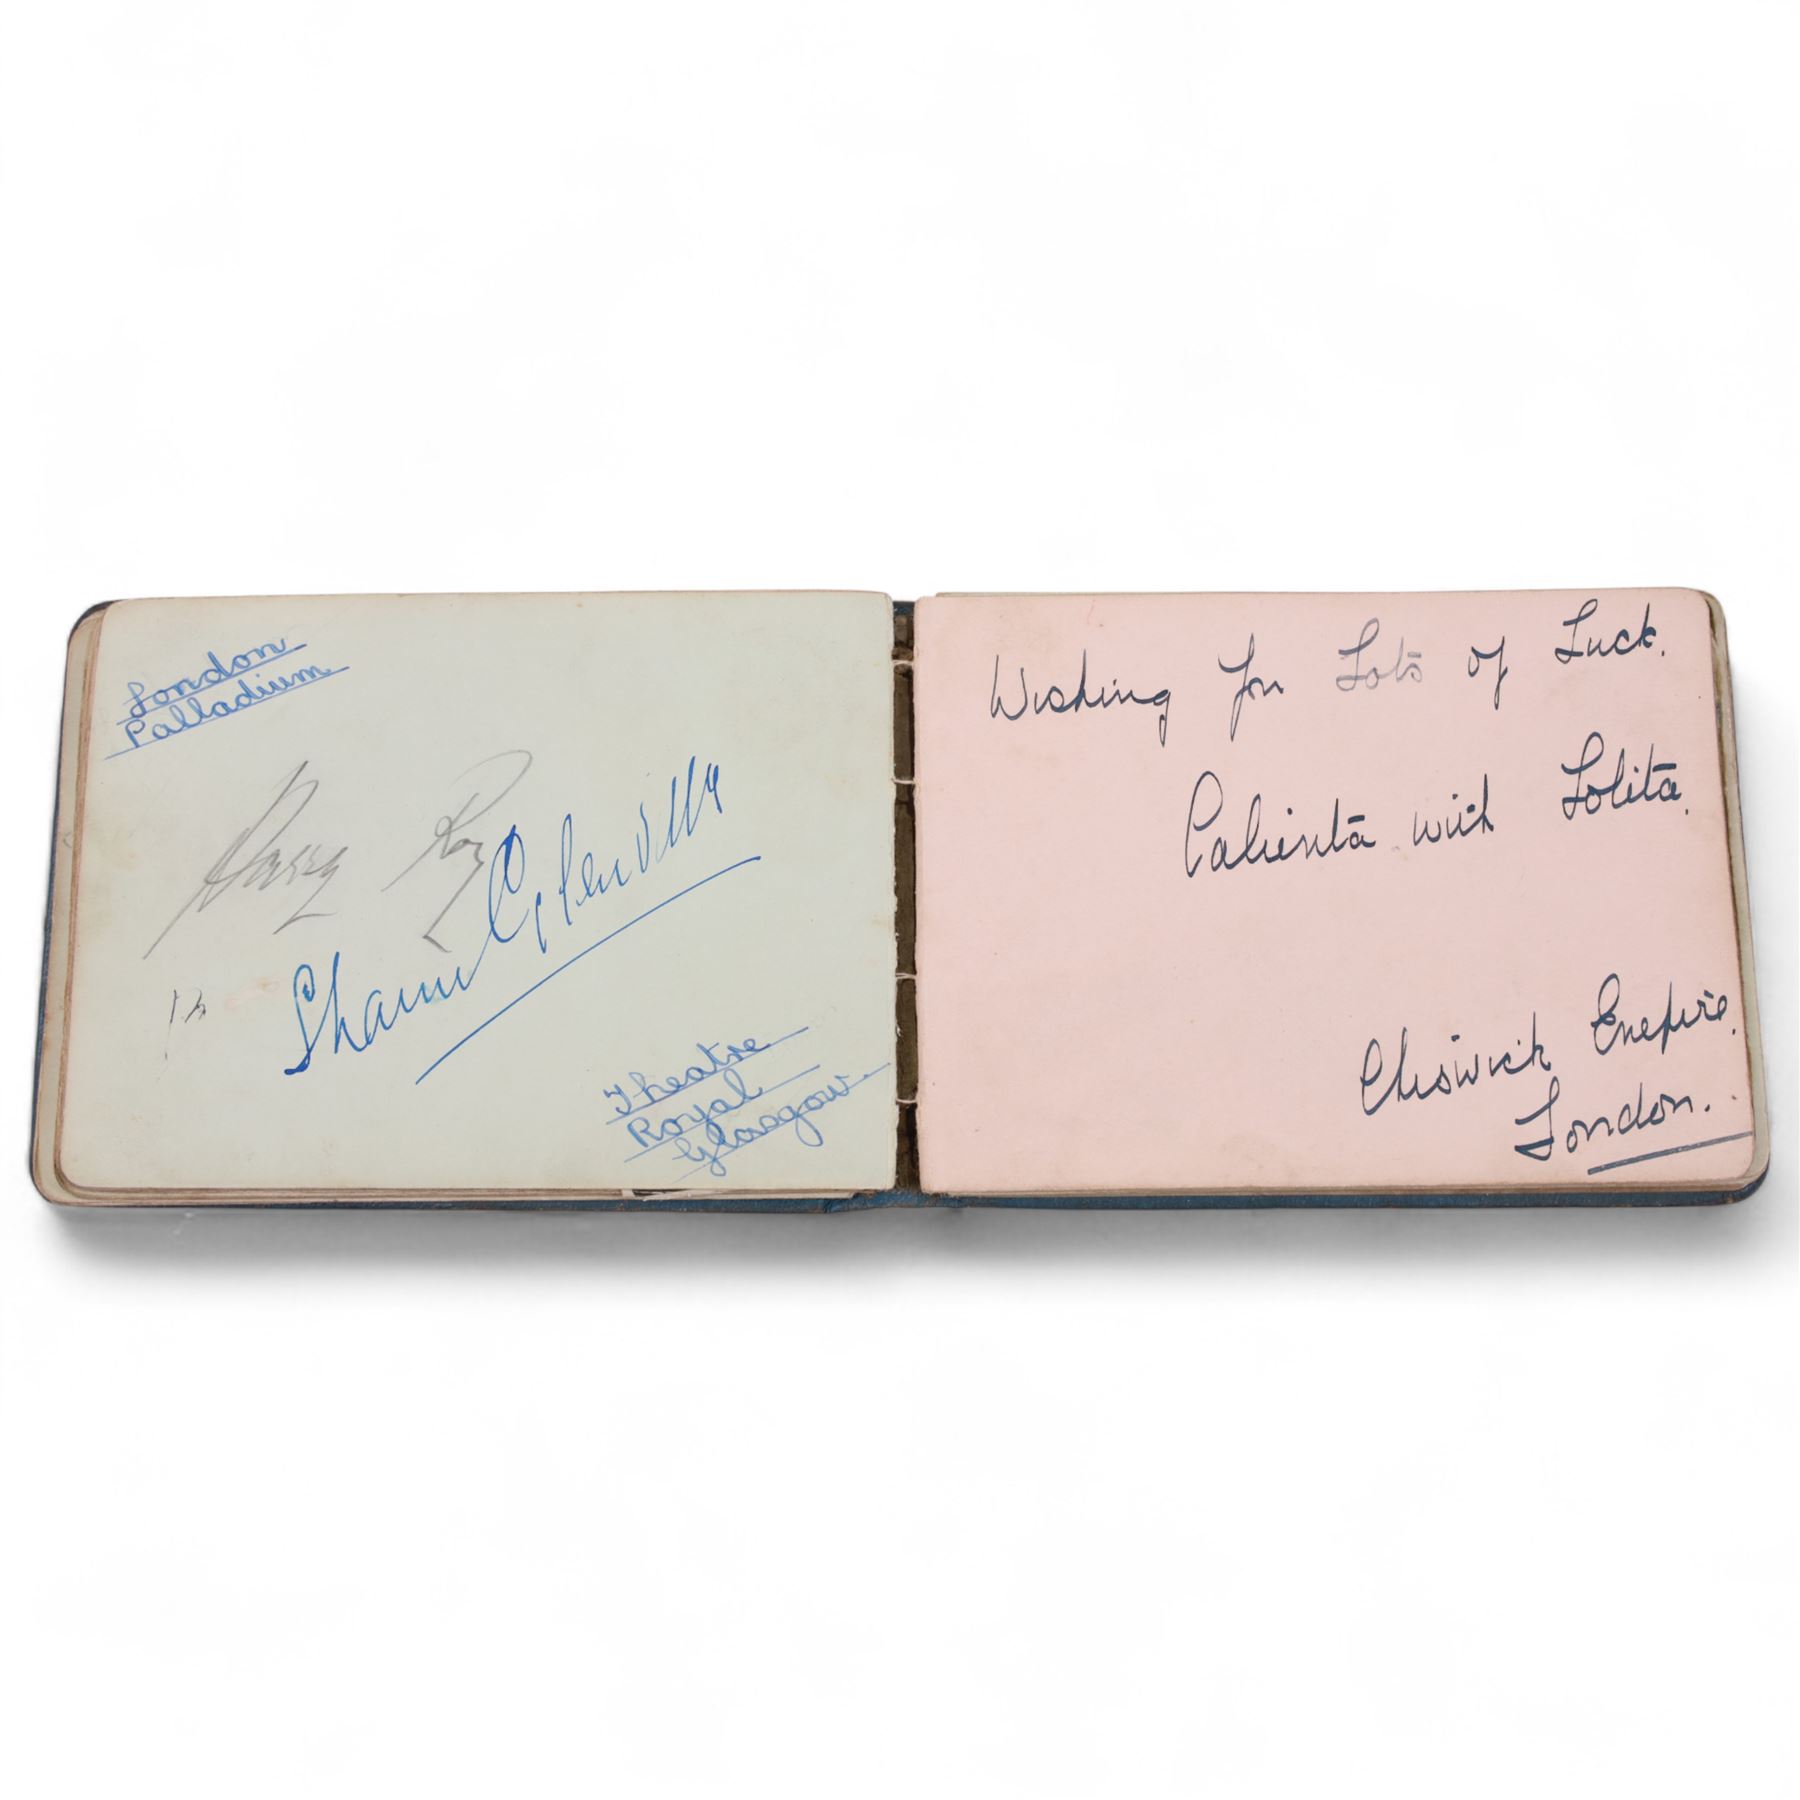 London
Palladium
Harry Roy
Shaun Glenville
Theatre
Royal
Glasgow.
Wishing You Lots of Luck.
Calienta with Lolita.
Chiswick Empire.
London.